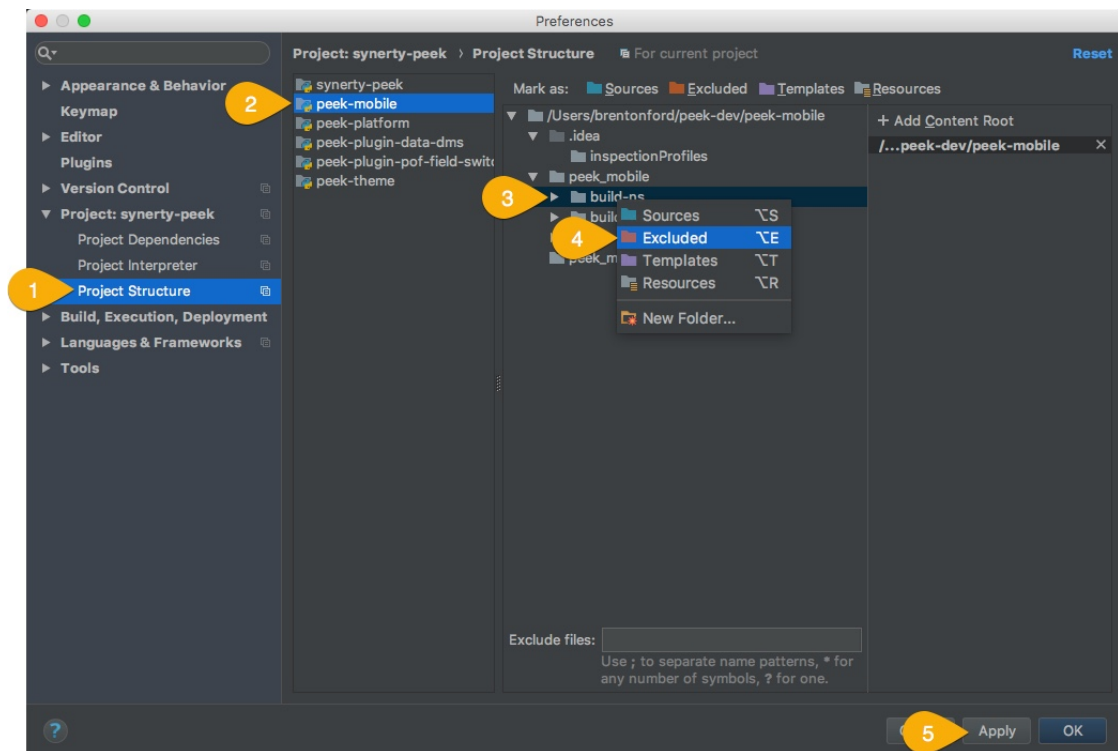 Preferences
Project: synerty-peek › Project Structure For current project Reset
Appearance & Behavior
Keymap
Editor
Plugins
Version Control
Project: synerty-peek
Project Dependencies
Project Interpreter
Project Structure
Build, Execution, Deployment
Languages & Frameworks
Tools
1
2
synerty-peek
peek-mobile
peek-platform
peek-plugin-data-dms
peek-plugin-pof-field-swit
peek-theme
Mark as: Sources Excluded Templates Resources
/Users/brentonford/peek-dev/peek-mobile
.idea
inspectionProfiles
peek_mobile
3
build-ns
buil
peek_m
Sources ⌥S
4
Excluded ⌥E
Templates ⌥T
Resources ⌥R
New Folder...
+ Add Content Root
/...peek-dev/peek-mobile ×
Exclude files:
Use ; to separate name patterns, * for
any number of symbols, ? for one.
?
5
Apply
OK